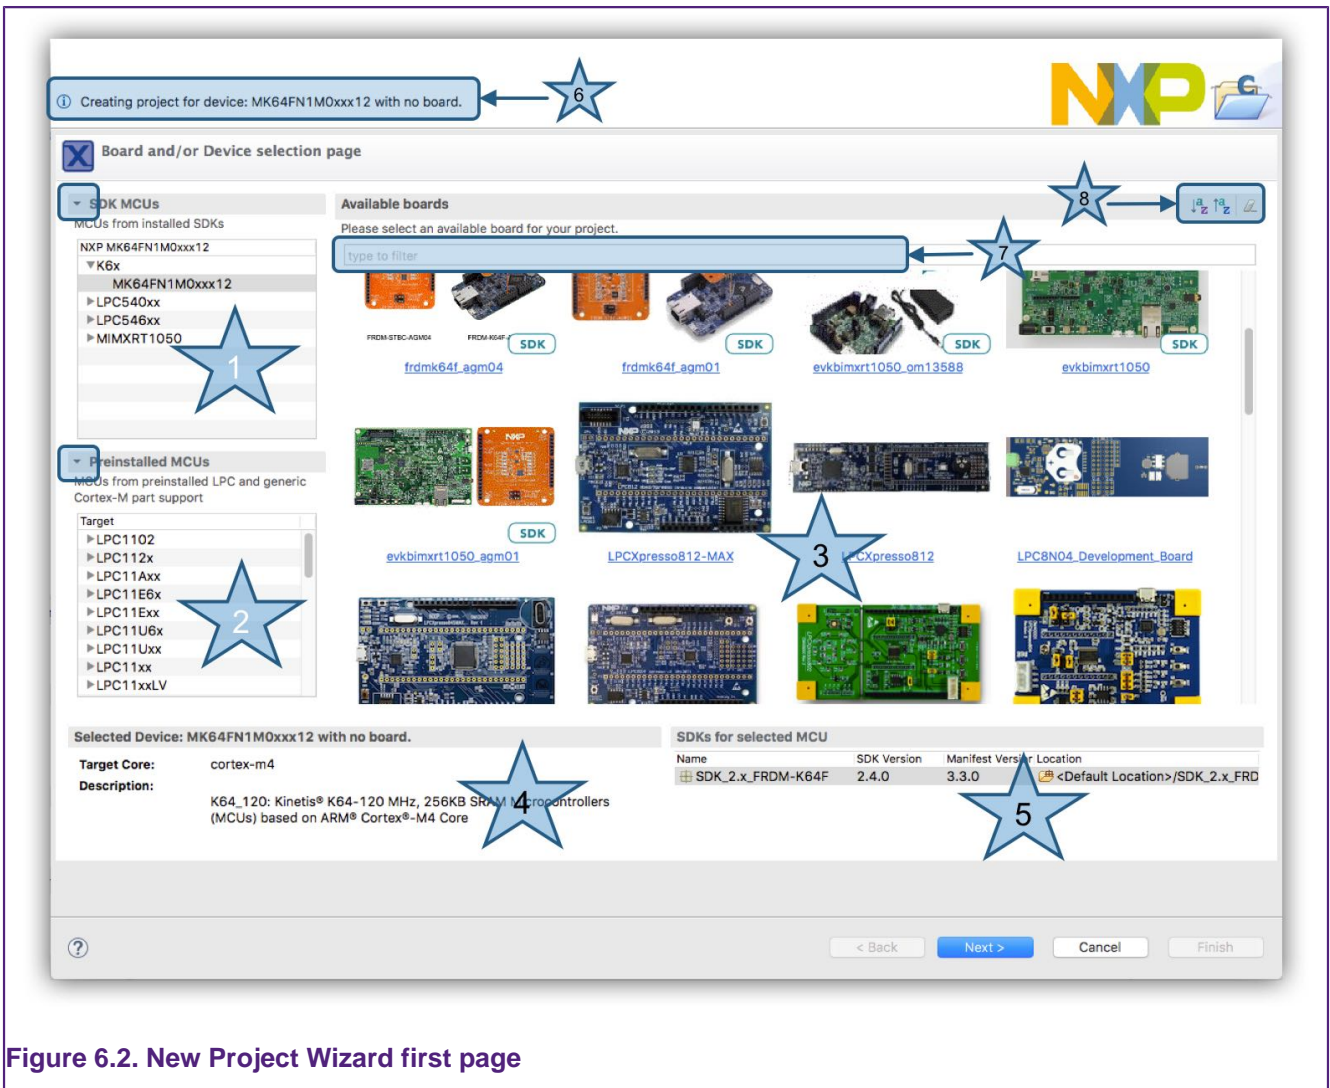 6
Creating project for device: MK64FN1M0xxx12 with no board.
NXP
C
Board and/or Device selection page
SDK MCUs
MCUs from installed SDKs
NXP MK64FN1M0xxx12
K6x
MK64FN1M0xxx12
LPC540xx
LPC546xx
MIMXRT1050
1
Preinstalled MCUs
MCUs from preinstalled LPC and generic
Cortex-M part support
Target
LPC1102
LPC112x
LPC11Axx
LPC11E6x
LPC11Exx
LPC11U6x
LPC11Uxx
LPC11xx
LPC11xxLV
2
Available boards
8
Please select an available board for your project.
type to filter
7
FRDM-STBC-AGM04
SDK
SDK
SDK
SDK
frdmk64f_agm04
frdmk64f_agm01
evkbimxrt1050_om13588
evkbimxrt1050
SDK
evkbimxrt1050_agm01
LPCXpresso812-MAX
LPCXpresso812
LPC8N04_Development_Board
3
Selected Device: MK64FN1M0xxx12 with no board.
Target Core: cortex-m4
Description:
K64_120: Kinetis® K64-120 MHz, 256KB SRAM Microcontrollers
(MCUs) based on ARM® Cortex®-M4 Core
4
SDKs for selected MCU
Name SDK Version Manifest Version Location
SDK_2.x_FRDM-K64F 2.4.0 3.3.0 <Default Location>/SDK_2.x_FRD
5
?
< Back Next > Cancel Finish
Figure 6.2. New Project Wizard first page